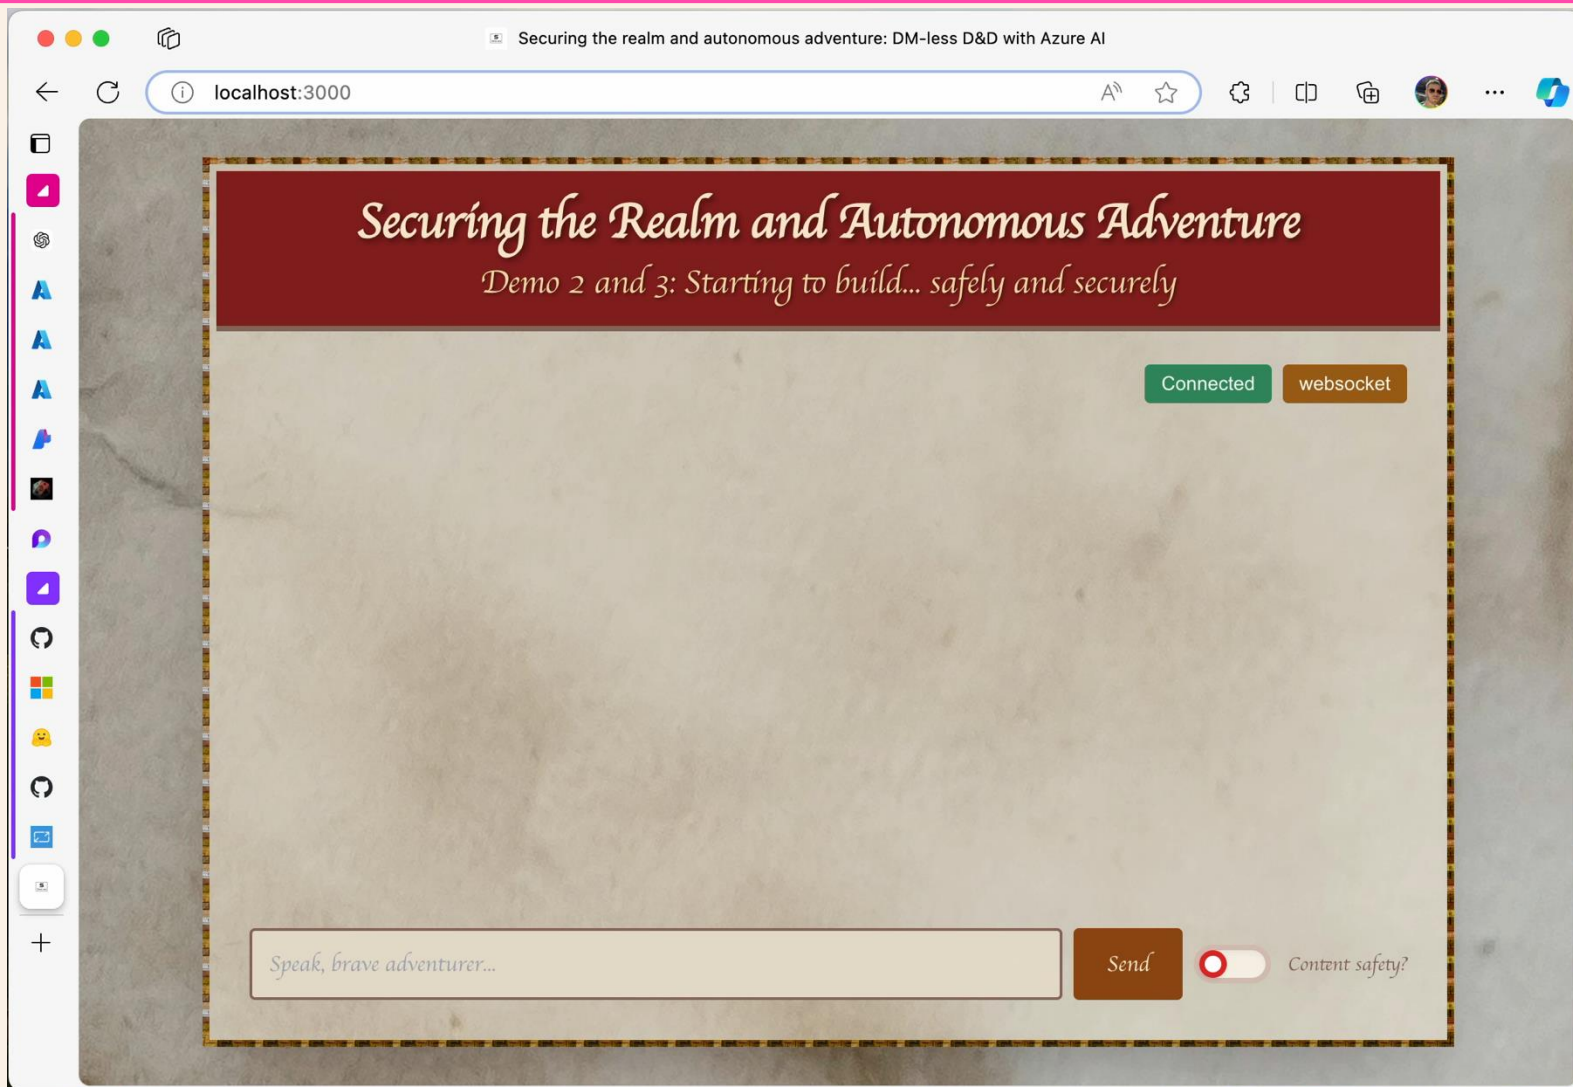 Securing the realm and autonomous adventure: DM-less D&D with Azure AI
localhost:3000
Securing the Realm and Autonomous Adventure
Demo 2 and 3: Starting to build... safely and securely
Connected
websocket
Speak, brave adventurer...
Send
Content safety?